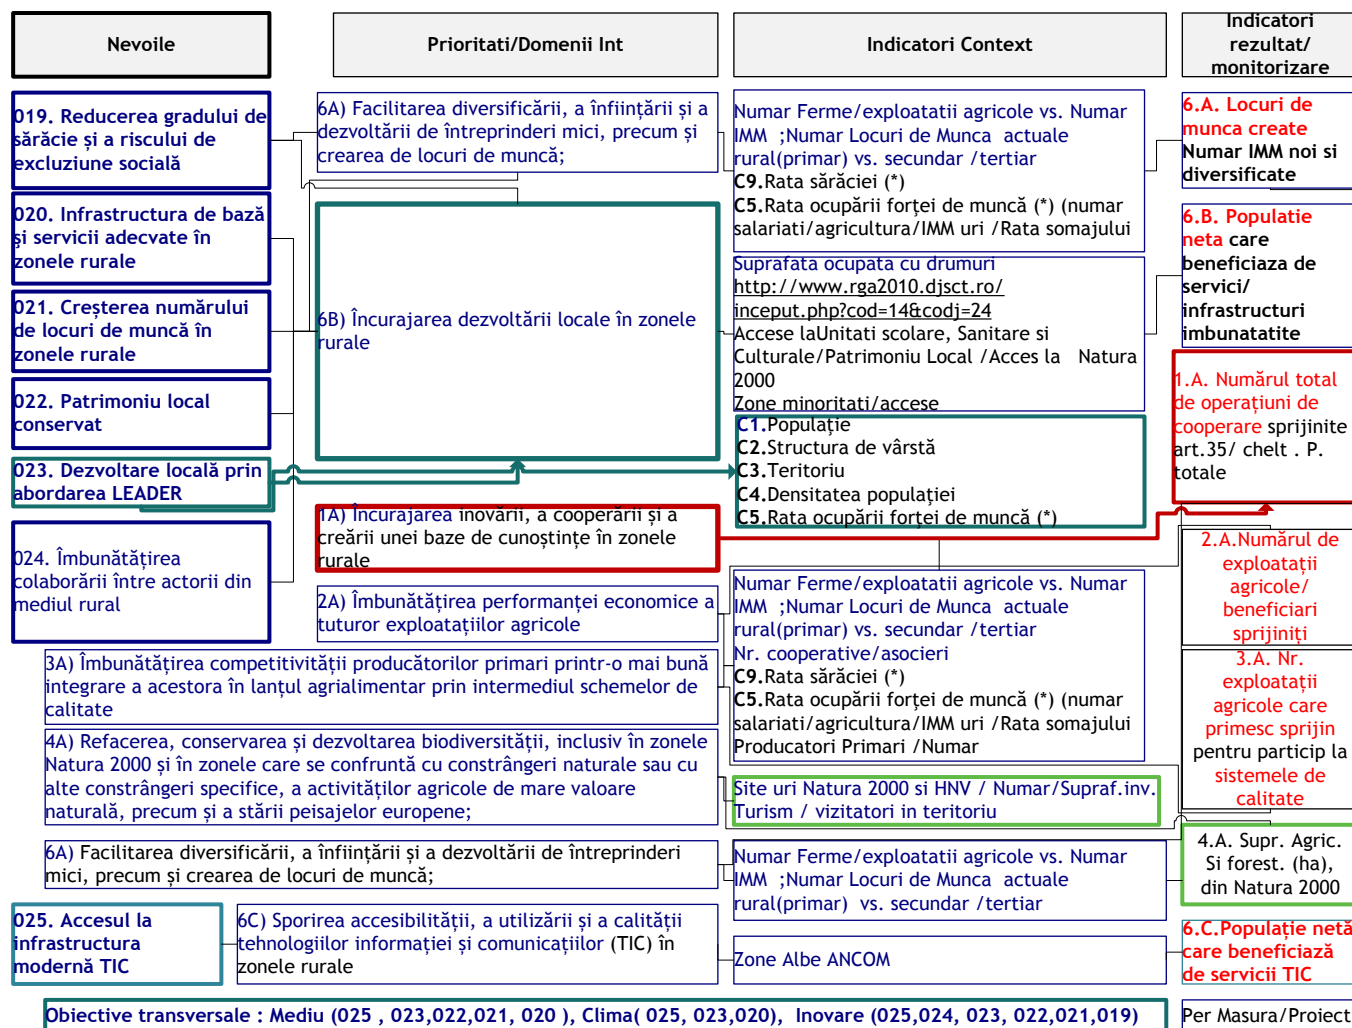 Nevoile
Prioritati/Domenii Int
Indicatori Context
Indicatori
rezultat/
monitorizare
019. Reducerea gradului de
sărăcie și a riscului de
excluziune socială
020. Infrastructura de bază
și servicii adecvate în
zonele rurale
021. Creșterea numărului
de locuri de muncă în
zonele rurale
022. Patrimoniu local
conservat
023. Dezvoltare locală prin
abordarea LEADER
024. Îmbunătățirea
colaborării între actorii din
mediul rural
6A) Facilitarea diversificării, a înființării și a
dezvoltării de întreprinderi mici, precum și
crearea de locuri de muncă;
6B) Încurajarea dezvoltării locale în zonele
rurale
1A) Încurajarea inovării, a cooperării și a
creării unei baze de cunoștințe în zonele
rurale
2A) Îmbunătățirea performanței economice a
tuturor exploatațiilor agricole
3A) Îmbunătățirea competitivității producătorilor primari printr-o mai bună
integrare a acestora în lanțul agrialimentar prin intermediul schemelor de
calitate
4A) Refacerea, conservarea și dezvoltarea biodiversității, inclusiv în zonele
Natura 2000 și în zonele care se confruntă cu constrângeri naturale sau cu
alte constrângeri specifice, a activităților agricole de mare valoare
naturală, precum și a stării peisajelor europene;
6A) Facilitarea diversificării, a înființării și a dezvoltării de întreprinderi
mici, precum și crearea de locuri de muncă;
025. Accesul la
infrastructura
modernă TIC
6C) Sporirea accesibilității, a utilizării și a calității
tehnologiilor informației și comunicațiilor (TIC) în
zonele rurale
Numar Ferme/exploatatii agricole vs. Numar
IMM ;Numar Locuri de Munca actuale
rural(primar) vs. secundar /tertiar
C9.Rata sărăciei (*)
C5.Rata ocupării forței de muncă (*) (numar
salariati/agricultura/IMM uri /Rata somajului
Suprafata ocupata cu drumuri
http://www.rga2010.djsct.ro/
inceput.php?cod=14&codj=24
Accese laUnitati scolare, Sanitare si
Culturale/Patrimoniu Local /Acces la Natura
2000
Zone minoritati/accese
C1.Populație
C2.Structura de vârstă
C3.Teritoriu
C4.Densitatea populației
C5.Rata ocupării forței de muncă (*)
Numar Ferme/exploatatii agricole vs. Numar
IMM ;Numar Locuri de Munca actuale
rural(primar) vs. secundar /tertiar
Nr. cooperative/asocieri
C9.Rata sărăciei (*)
C5.Rata ocupării forței de muncă (*) (numar
salariati/agricultura/IMM uri /Rata somajului
Producatori Primari /Numar
Site uri Natura 2000 si HNV / Numar/Supraf.inv.
Turism / vizitatori in teritoriu
Numar Ferme/exploatatii agricole vs. Numar
IMM ;Numar Locuri de Munca actuale
rural(primar) vs. secundar /tertiar
Zone Albe ANCOM
6.A. Locuri de
munca create
Numar IMM noi si
diversificate
6.B. Populatie
neta care
beneficiaza de
servici/
infrastructuri
imbunatatite
1.A. Numărul total
de operațiuni de
cooperare sprijinite
art.35/ chelt . P.
totale
2.A.Numărul de
exploatații
agricole/
beneficiari
sprijiniți
3.A. Nr.
exploatații
agricole care
primesc sprijin
pentru particip la
sistemele de
calitate
4.A. Supr. Agric.
Si forest. (ha),
din Natura 2000
6.C.Populație netă
care beneficiază
de servicii TIC
Obiective transversale : Mediu (025 , 023,022,021, 020 ), Clima( 025, 023,020), Inovare (025,024, 023, 022,021,019)
Per Masura/Proiect